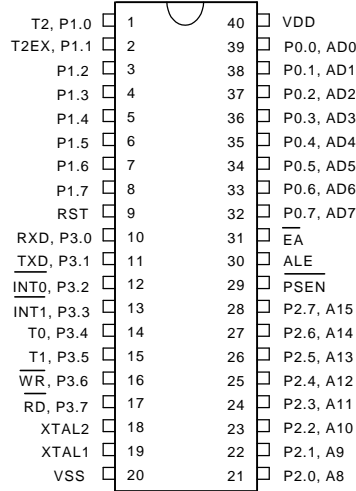 T2, P1.0 1 40 VDD
T2EX, P1.1 2 39 P0.0, AD0
P1.2 3 38 P0.1, AD1
P1.3 4 37 P0.2, AD2
P1.4 5 36 P0.3, AD3
P1.5 6 35 P0.4, AD4
P1.6 7 34 P0.5, AD5
P1.7 8 33 P0.6, AD6
RST 9 32 P0.7, AD7
RXD, P3.0 10 31 E̅A̅
TXD, P3.1 11 30 ALE
I̅N̅T̅0̅, P3.2 12 29 P̅S̅E̅N̅
I̅N̅T̅1̅, P3.3 13 28 P2.7, A15
T0, P3.4 14 27 P2.6, A14
T1, P3.5 15 26 P2.5, A13
W̅R̅, P3.6 16 25 P2.4, A12
R̅D̅, P3.7 17 24 P2.3, A11
XTAL2 18 23 P2.2, A10
XTAL1 19 22 P2.1, A9
VSS 20 21 P2.0, A8